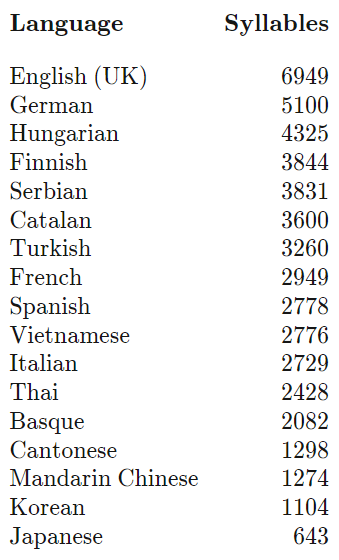 Language Syllables
English (UK) 6949
German 5100
Hungarian 4325
Finnish 3844
Serbian 3831
Catalan 3600
Turkish 3260
French 2949
Spanish 2778
Vietnamese 2776
Italian 2729
Thai 2428
Basque 2082
Cantonese 1298
Mandarin Chinese 1274
Korean 1104
Japanese 643